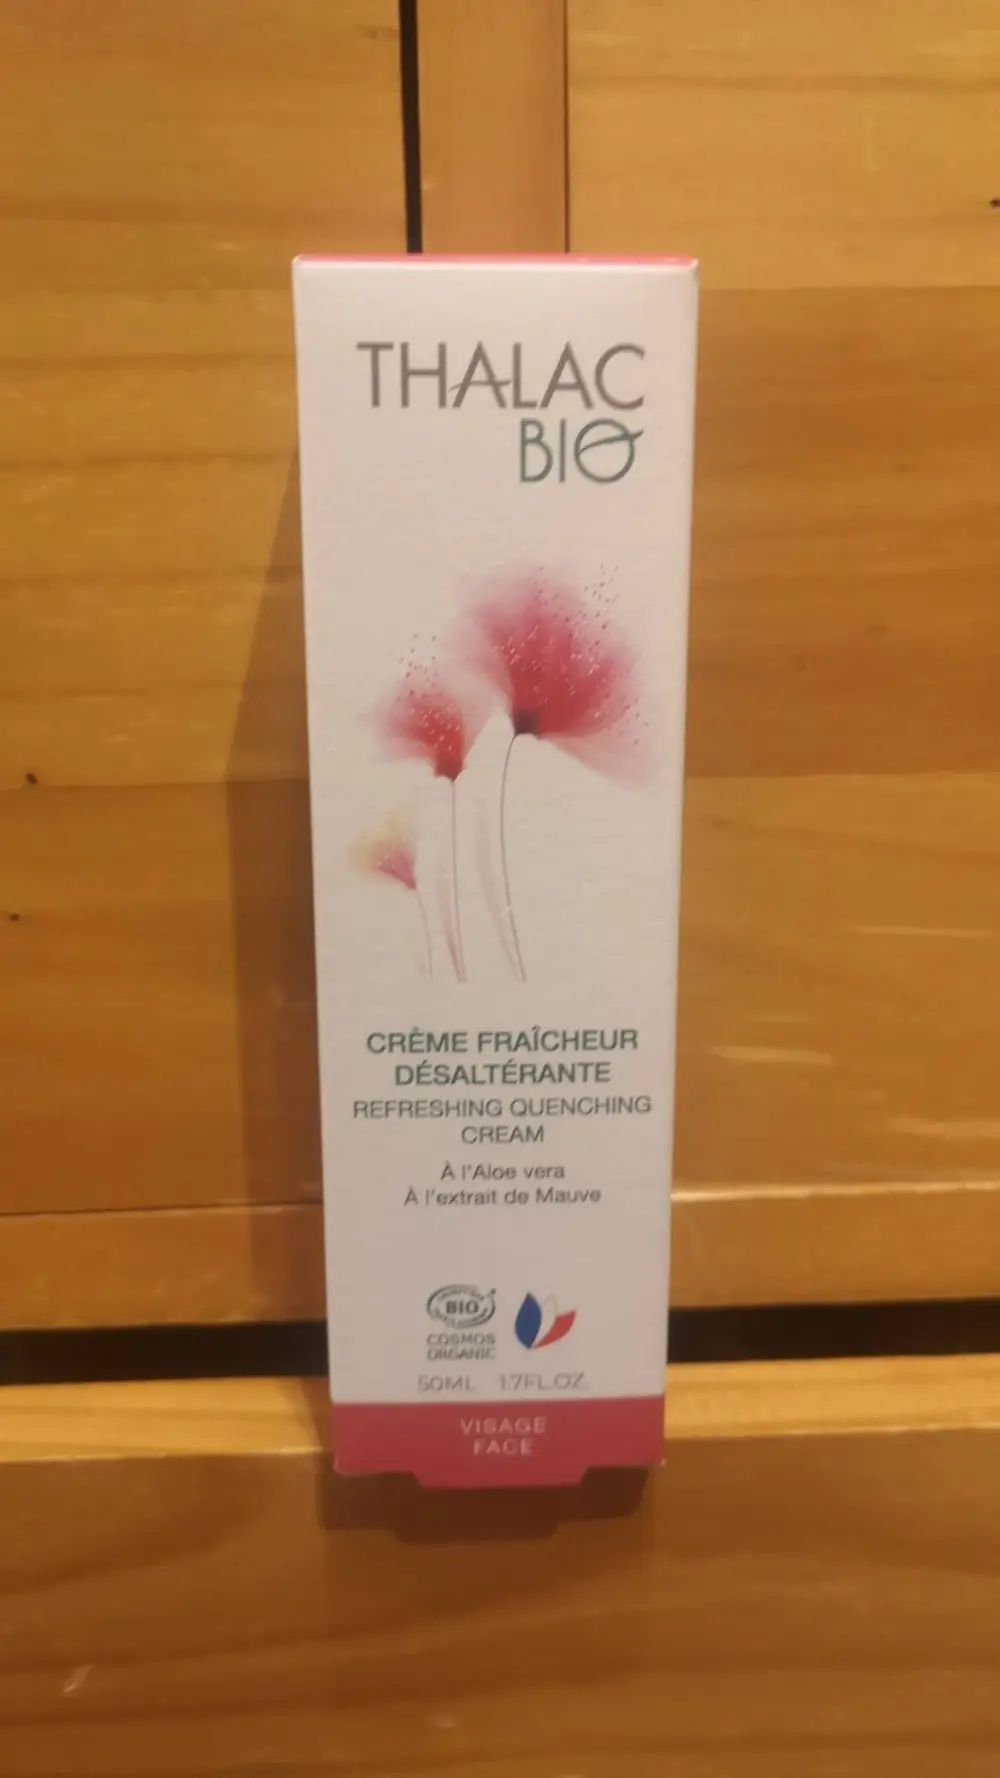 THALAC
BIO
CRÈME FRAÎCHEUR
DÉSALTÉRANTE
REFRESHING QUENCHING
CREAM
À l'Aloe vera
À l'extrait de Mauve
BIO
COSMOS
ORGANIC
50ML 1.7FL.OZ.
VISAGE
FACE